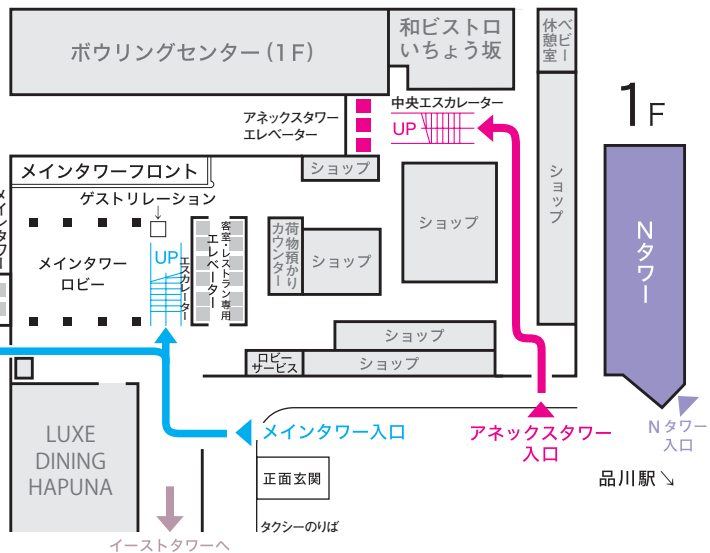 ボウリングセンター(1F)
和ビストロ
いちょう坂
ベビー
休憩室
1F
アネックスタワー
エレベーター
中央エスカレーター
UP
メインタワーフロント
ショップ
ショップ
ゲストリレーション
メインタワー
ショップ
Nタワー
メインタワー
ロビー
UP
エスカレーター
客室・レストラン専用
エレベーター
荷物預かり
カウンター
ショップ
ショップ
ロビー
サービス
ショップ
メインタワー入口
アネックスタワー
入口
Nタワー
入口
LUXE
DINING
HAPUNA
正面玄関
品川駅↘
タクシーのりば
イーストタワーへ